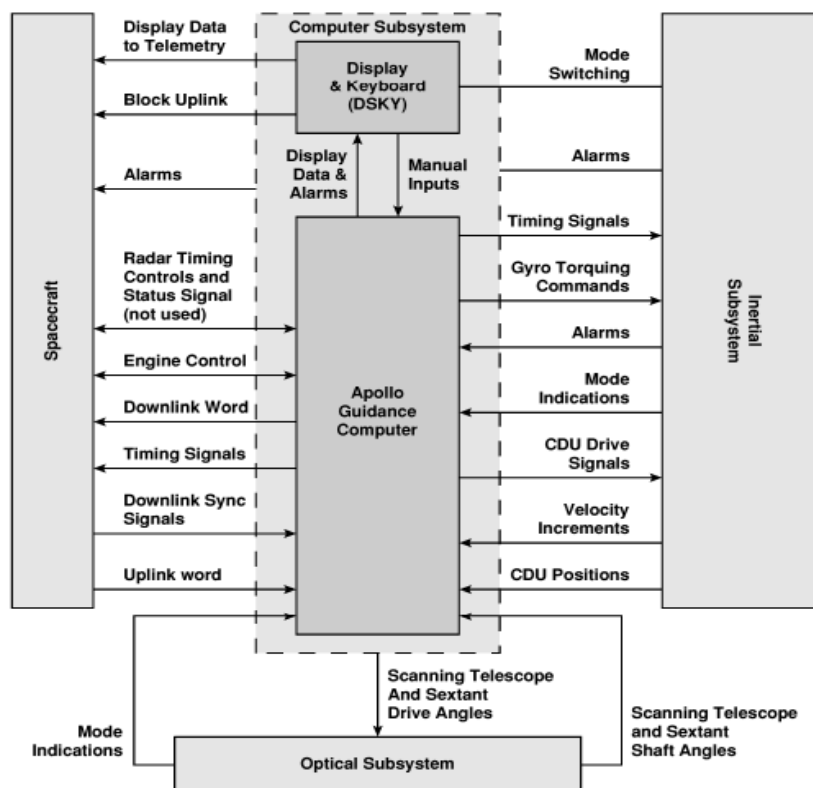 Display Data
to Telemetry
Computer Subsystem
Mode
Switching
Display
& Keyboard
(DSKY)
Block Uplink
Alarms
Display
Data &
Alarms
Manual
Inputs
Alarms
Timing Signals
Radar Timing
Controls and
Status Signal
(not used)
Gyro Torquing
Commands
Spacecraft
Inertial
Subsystem
Alarms
Engine Control
Apollo
Guidance
Computer
Mode
Indications
Downlink Word
CDU Drive
Signals
Timing Signals
Downlink Sync
Signals
Velocity
Increments
Uplink word
CDU Positions
Scanning Telescope
And Sextant
Drive Angles
Mode
Indications
Scanning Telescope
and Sextant
Shaft Angles
Optical Subsystem